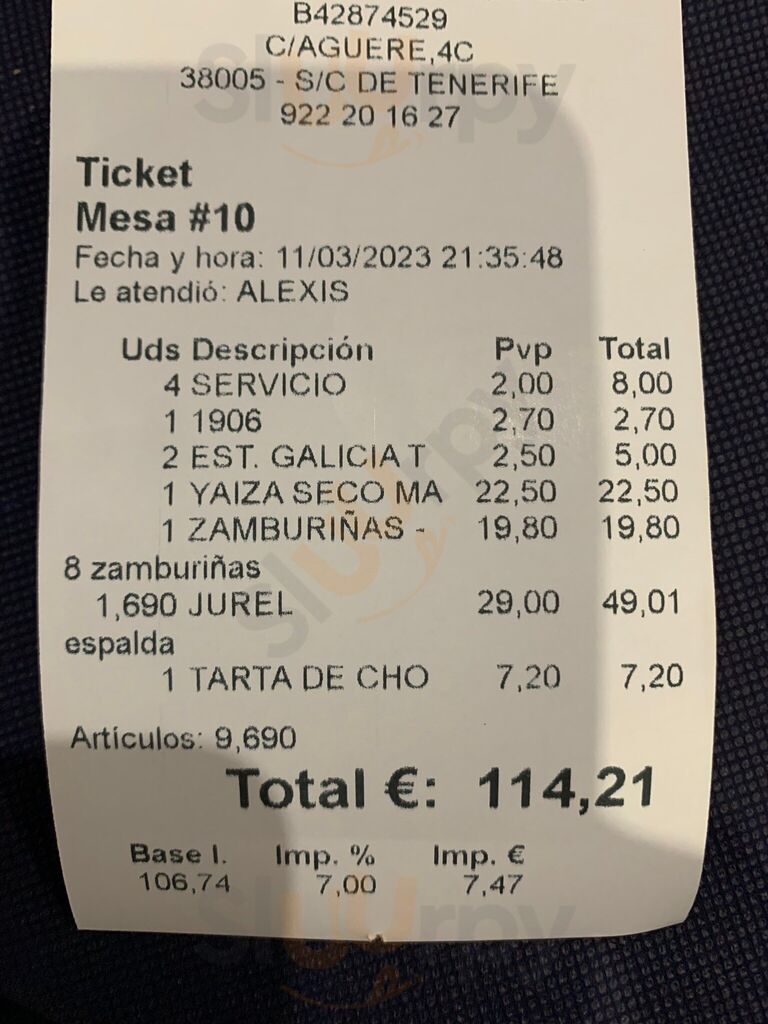 B42874529
C/AGUERE,4C
38005 - S/C DE TENERIFE
922 20 16 27
Ticket
Mesa #10
Fecha y hora: 11/03/2023 21:35:48
Le atendió: ALEXIS
Uds Descripción Pvp Total
4 SERVICIO 2,00 8,00
1 1906 2,70 2,70
2 EST. GALICIA T 2,50 5,00
1 YAIZA SECO MA 22,50 22,50
1 ZAMBURIÑAS - 19,80 19,80
8 zamburiñas
1,690 JUREL 29,00 49,01
espalda
1 TARTA DE CHO 7,20 7,20
Artículos: 9,690
Total €: 114,21
Base I. Imp. % Imp. €
106,74 7,00 7,47
sluurpy
sluurpy
sluurpy